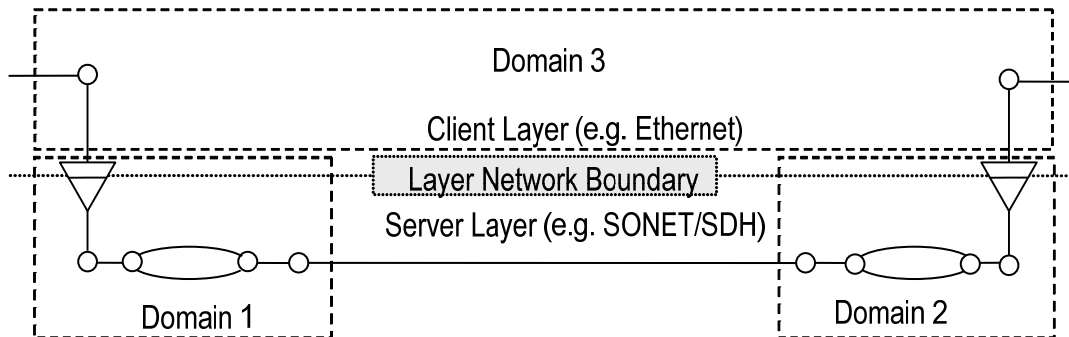 Domain 3
Client Layer (e.g. Ethernet)
Layer Network Boundary
Server Layer (e.g. SONET/SDH)
Domain 1
Domain 2